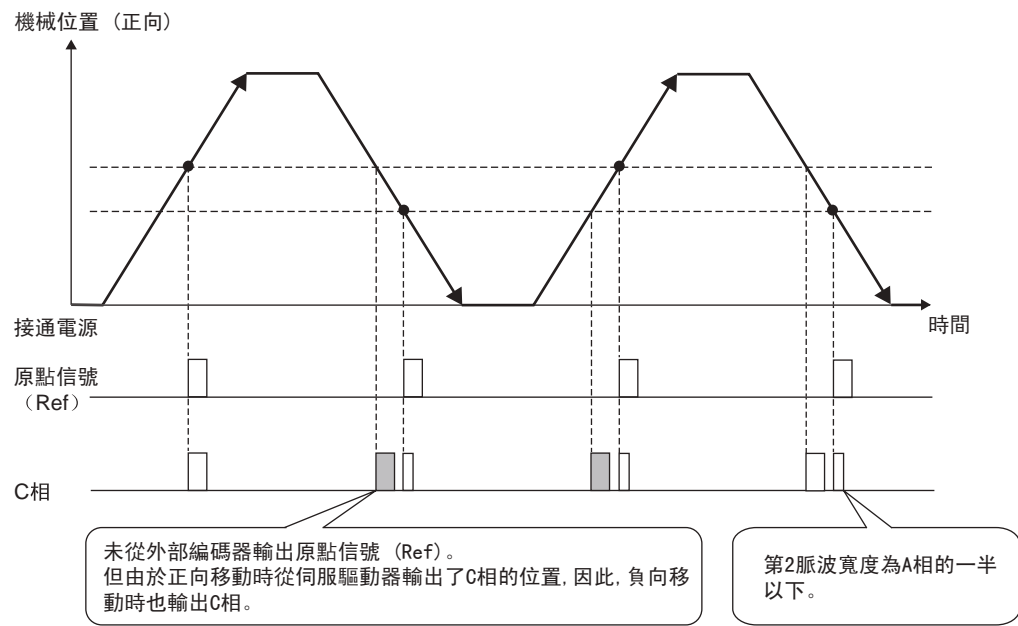 機械位置 (正向)
接通電源
時間
原點信號
（Ref）
C相
未從外部編碼器輸出原點信號 (Ref)。
但由於正向移動時從伺服驅動器輸出了C相的位置,因此,負向移
動時也輸出C相。
第2脈波寬度為A相的一半
以下。